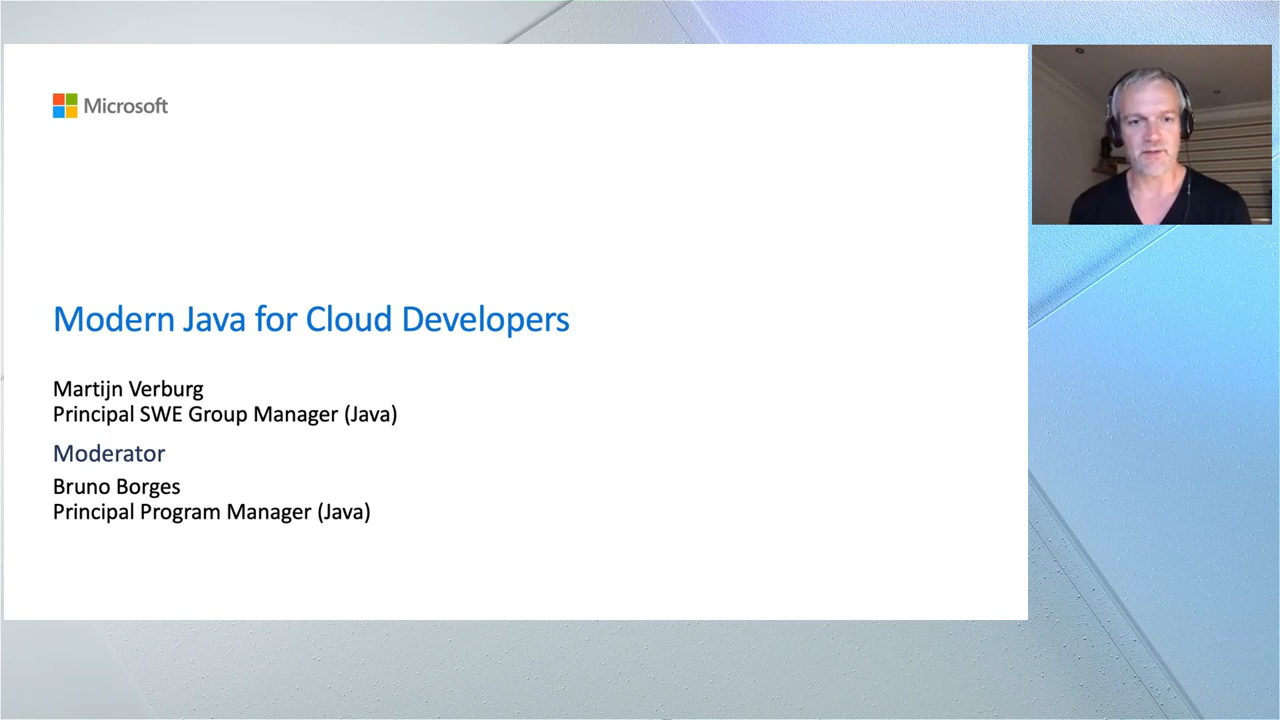 Microsoft
Modern Java for Cloud Developers
Martijn Verburg
Principal SWE Group Manager (Java)
Moderator
Bruno Borges
Principal Program Manager (Java)